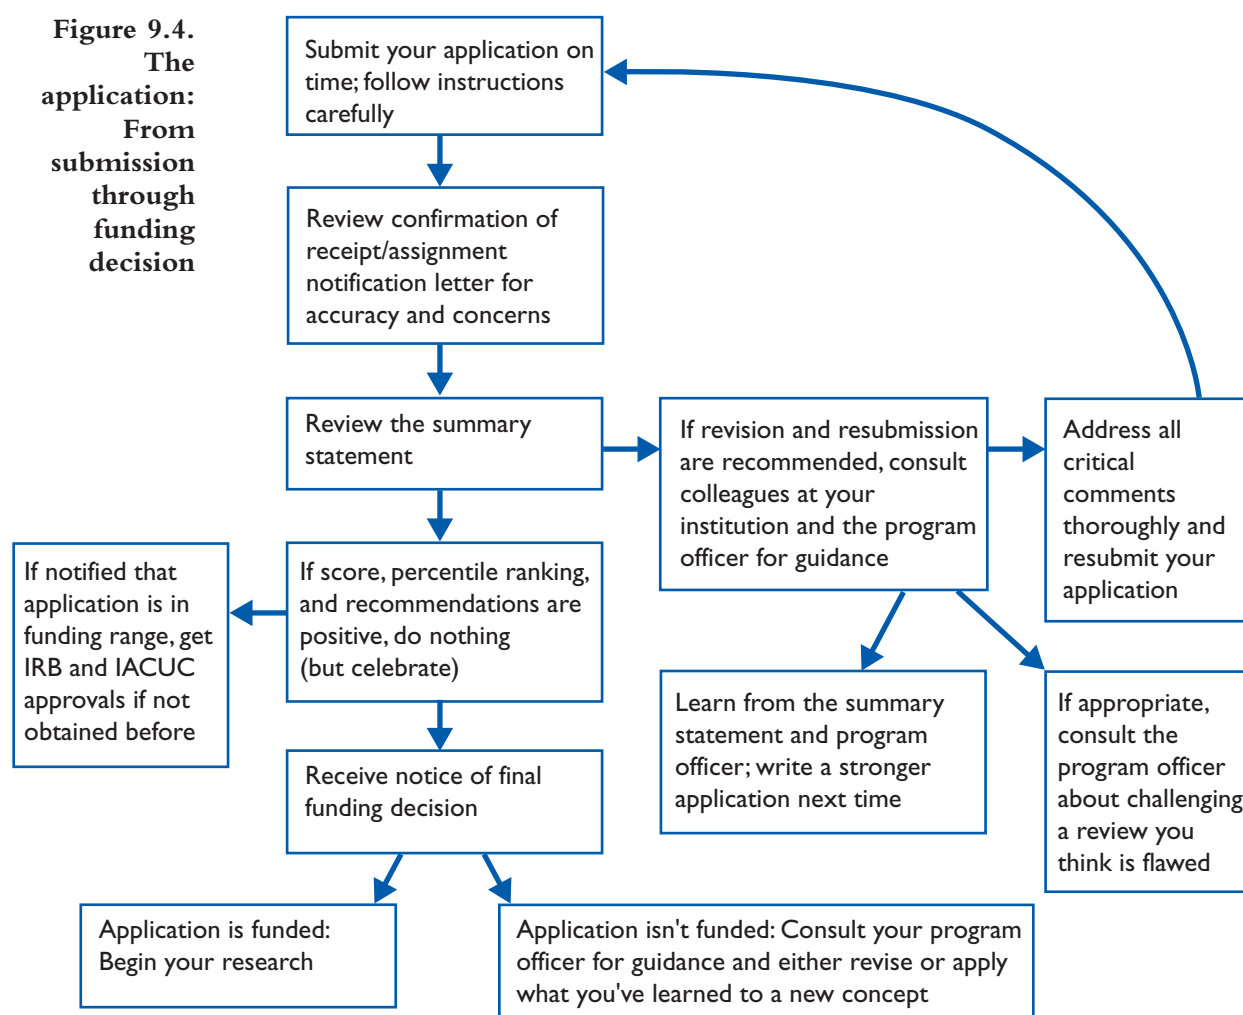 Figure 9.4.
The
application:
From
submission
through
funding
decision
Submit your application on
time; follow instructions
carefully
Review confirmation of
receipt/assignment
notification letter for
accuracy and concerns
Review the summary
statement
If revision and resubmission
are recommended, consult
colleagues at your
institution and the program
officer for guidance
Address all
critical
comments
thoroughly and
resubmit your
application
If notified that
application is in
funding range, get
IRB and IACUC
approvals if not
obtained before
If score, percentile ranking,
and recommendations are
positive, do nothing
(but celebrate)
Learn from the summary
statement and program
officer; write a stronger
application next time
If appropriate,
consult the
program officer
about challenging
a review you
think is flawed
Receive notice of final
funding decision
Application is funded:
Begin your research
Application isn't funded: Consult your program
officer for guidance and either revise or apply
what you've learned to a new concept